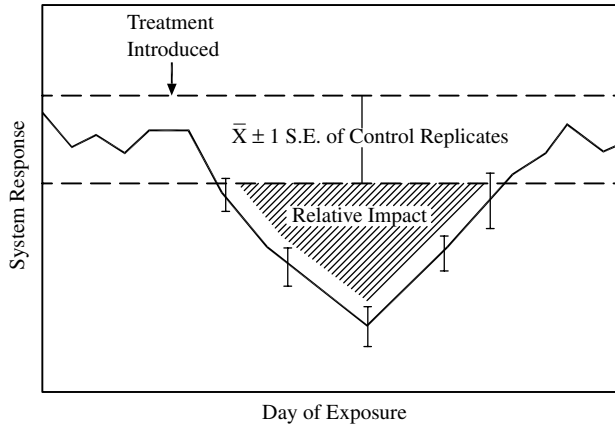 Treatment
Introduced
X̅ ± 1 S.E. of Control Replicates
Relative Impact
System Response
Day of Exposure